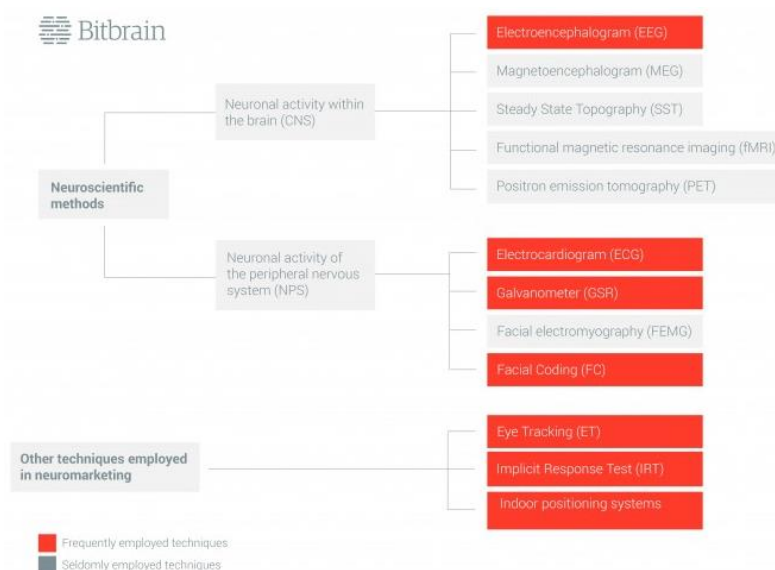 Bitbrain
Electroencephalogram (EEG)
Magnetoencephalogram (MEG)
Neuronal activity within
the brain (CNS)
Steady State Topography (SST)
Functional magnetic resonance imaging (fMRI)
Positron emission tomography (PET)
Neuroscientific
methods
Neuronal activity of
the peripheral nervous
system (NPS)
Electrocardiogram (ECG)
Galvanometer (GSR)
Facial electromyography (FEMG)
Facial Coding (FC)
Other techniques employed
in neuromarketing
Eye Tracking (ET)
Implicit Response Test (IRT)
Indoor positioning systems
Frequently employed techniques
Seldomly employed techniques